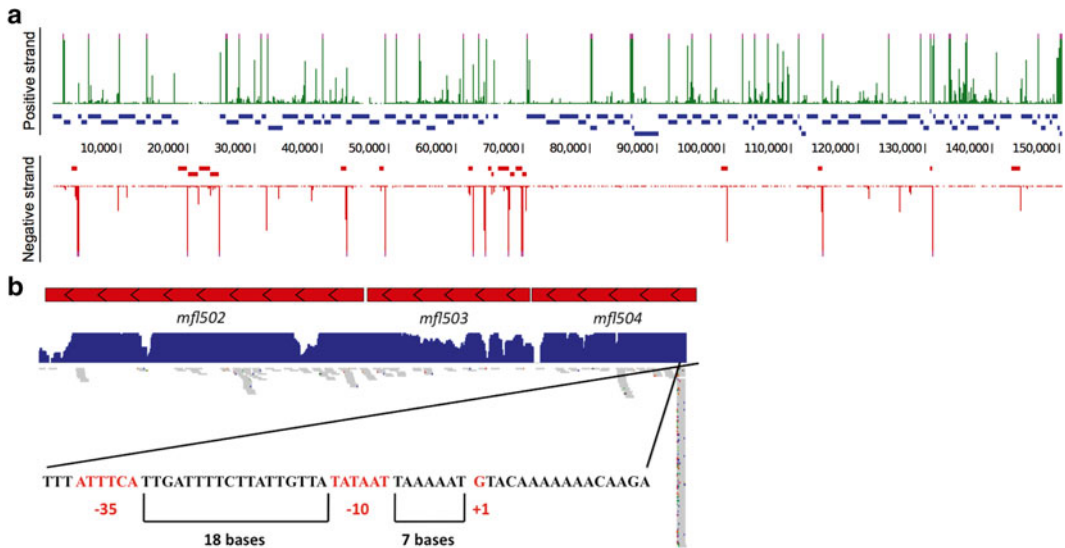 a
Positive strand
10,000 20,000 30,000 40,000 50,000 60,000 70,000 80,000 90,000 100,000 110,000 120,000 130,000 140,000 150,000
Negative strand
b
mfl502 mfl503 mfl504
TTT ATTTCA TTGATTTTCTTATTGTTA TATAAT TAAAAAT G TACAAAAAAACAAGA
-35 -10 +1
18 bases 7 bases